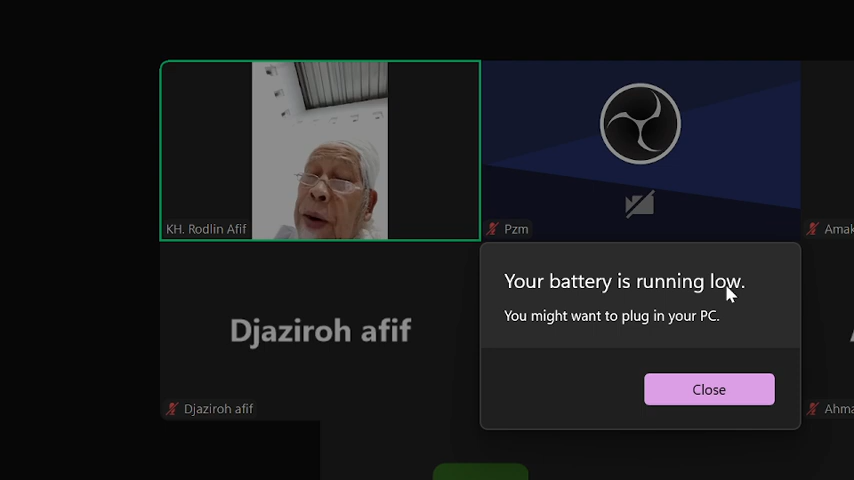 KH. Rodlin Afif
Pzm
Amak
Your battery is running low.
You might want to plug in your PC.
Djaziroh afif
Close
Djaziroh afif
Ahma